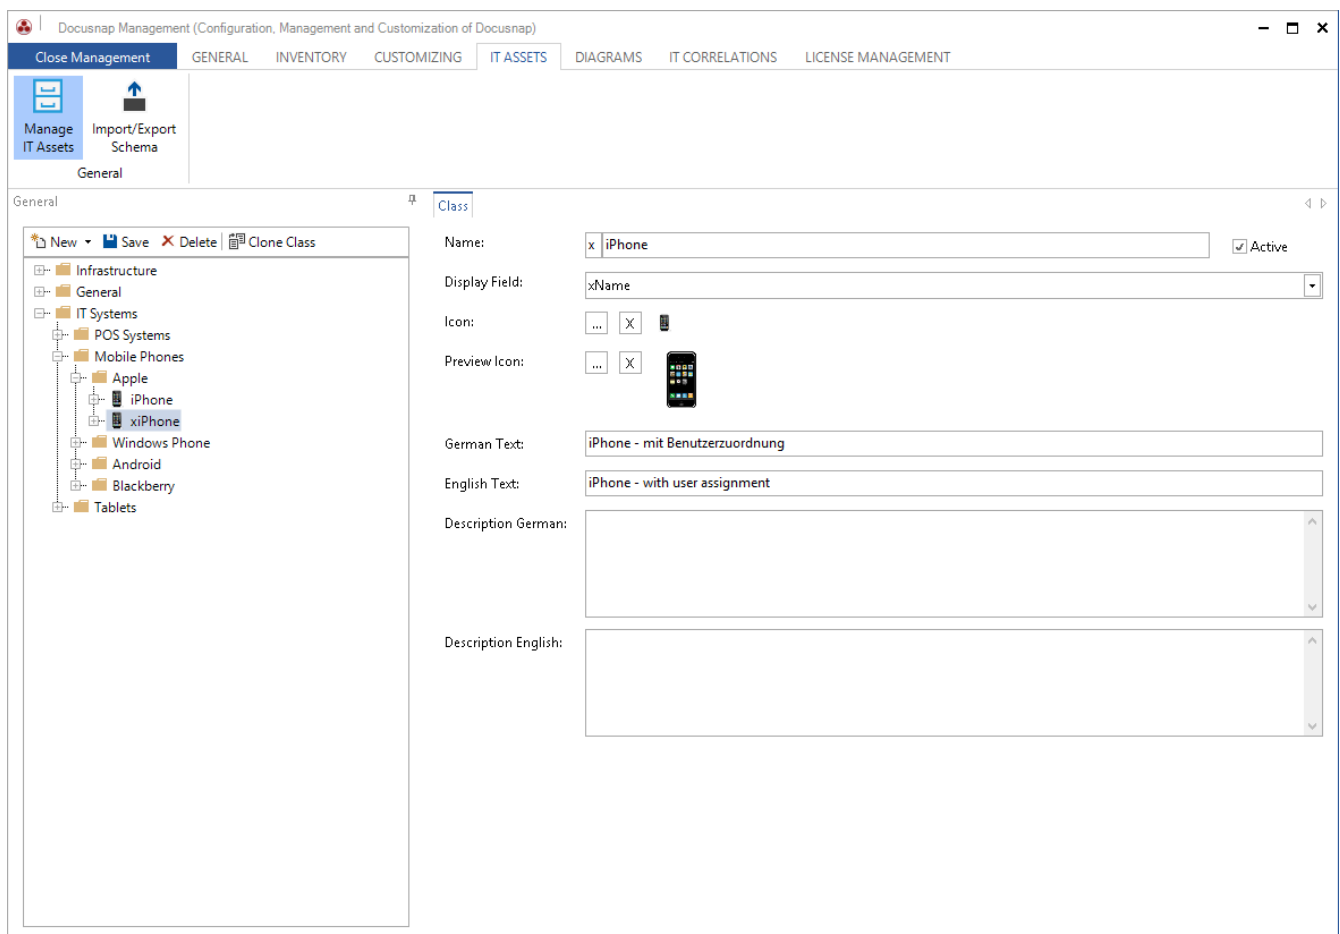 Docusnap Management (Configuration, Management and Customization of Docusnap)
Close Management GENERAL INVENTORY CUSTOMIZING IT ASSETS DIAGRAMS IT CORRELATIONS LICENSE MANAGEMENT
Manage IT Assets
Import/Export Schema
General
General
New Save Delete Clone Class
Infrastructure
General
IT Systems
POS Systems
Mobile Phones
Apple
iPhone
xiPhone
Windows Phone
Android
Blackberry
Tablets
Class
Name: x iPhone Active
Display Field: xName
Icon: ... X
Preview Icon: ... X
German Text: iPhone - mit Benutzerzuordnung
English Text: iPhone - with user assignment
Description German:
Description English: